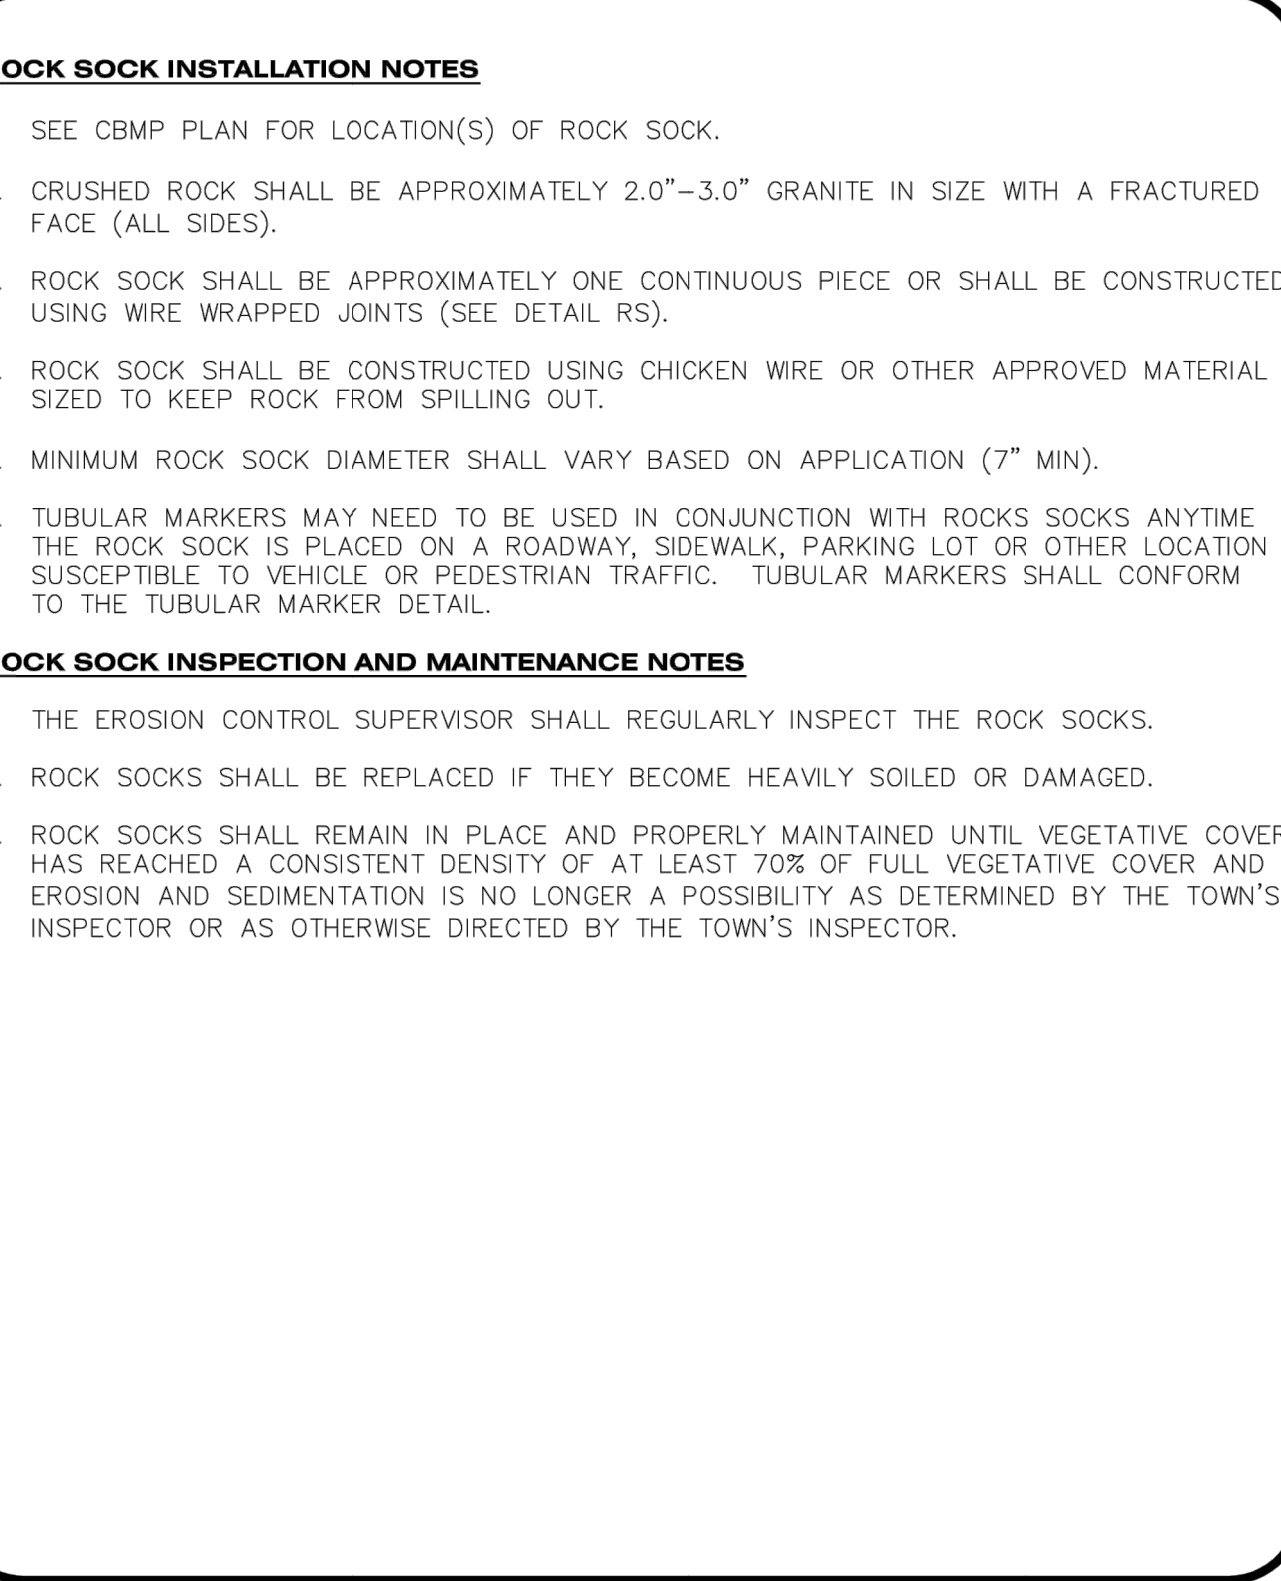 OCK SOCK INSTALLATION NOTES
SEE CBMP PLAN FOR LOCATION(S) OF ROCK SOCK.
. CRUSHED ROCK SHALL BE APPROXIMATELY 2.0"–3.0" GRANITE IN SIZE WITH A FRACTURED
FACE (ALL SIDES).
. ROCK SOCK SHALL BE APPROXIMATELY ONE CONTINUOUS PIECE OR SHALL BE CONSTRUCTED
USING WIRE WRAPPED JOINTS (SEE DETAIL RS).
. ROCK SOCK SHALL BE CONSTRUCTED USING CHICKEN WIRE OR OTHER APPROVED MATERIAL
SIZED TO KEEP ROCK FROM SPILLING OUT.
. MINIMUM ROCK SOCK DIAMETER SHALL VARY BASED ON APPLICATION (7" MIN).
. TUBULAR MARKERS MAY NEED TO BE USED IN CONJUNCTION WITH ROCKS SOCKS ANYTIME
THE ROCK SOCK IS PLACED ON A ROADWAY, SIDEWALK, PARKING LOT OR OTHER LOCATION
SUSCEPTIBLE TO VEHICLE OR PEDESTRIAN TRAFFIC. TUBULAR MARKERS SHALL CONFORM
TO THE TUBULAR MARKER DETAIL.
OCK SOCK INSPECTION AND MAINTENANCE NOTES
THE EROSION CONTROL SUPERVISOR SHALL REGULARLY INSPECT THE ROCK SOCKS.
. ROCK SOCKS SHALL BE REPLACED IF THEY BECOME HEAVILY SOILED OR DAMAGED.
. ROCK SOCKS SHALL REMAIN IN PLACE AND PROPERLY MAINTAINED UNTIL VEGETATIVE COVER
HAS REACHED A CONSISTENT DENSITY OF AT LEAST 70% OF FULL VEGETATIVE COVER AND
EROSION AND SEDIMENTATION IS NO LONGER A POSSIBILITY AS DETERMINED BY THE TOWN'S
INSPECTOR OR AS OTHERWISE DIRECTED BY THE TOWN'S INSPECTOR.